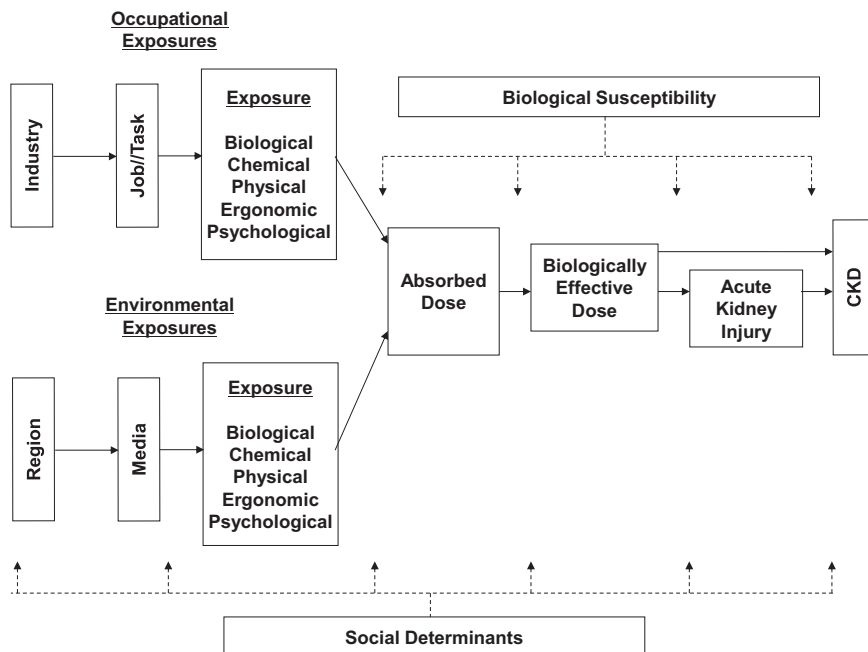 Occupational
Exposures
Industry
Job//Task
Exposure
Biological
Chemical
Physical
Ergonomic
Psychological
Biological Susceptibility
Absorbed
Dose
Biologically
Effective
Dose
Acute
Kidney
Injury
CKD
Environmental
Exposures
Region
Media
Exposure
Biological
Chemical
Physical
Ergonomic
Psychological
Social Determinants